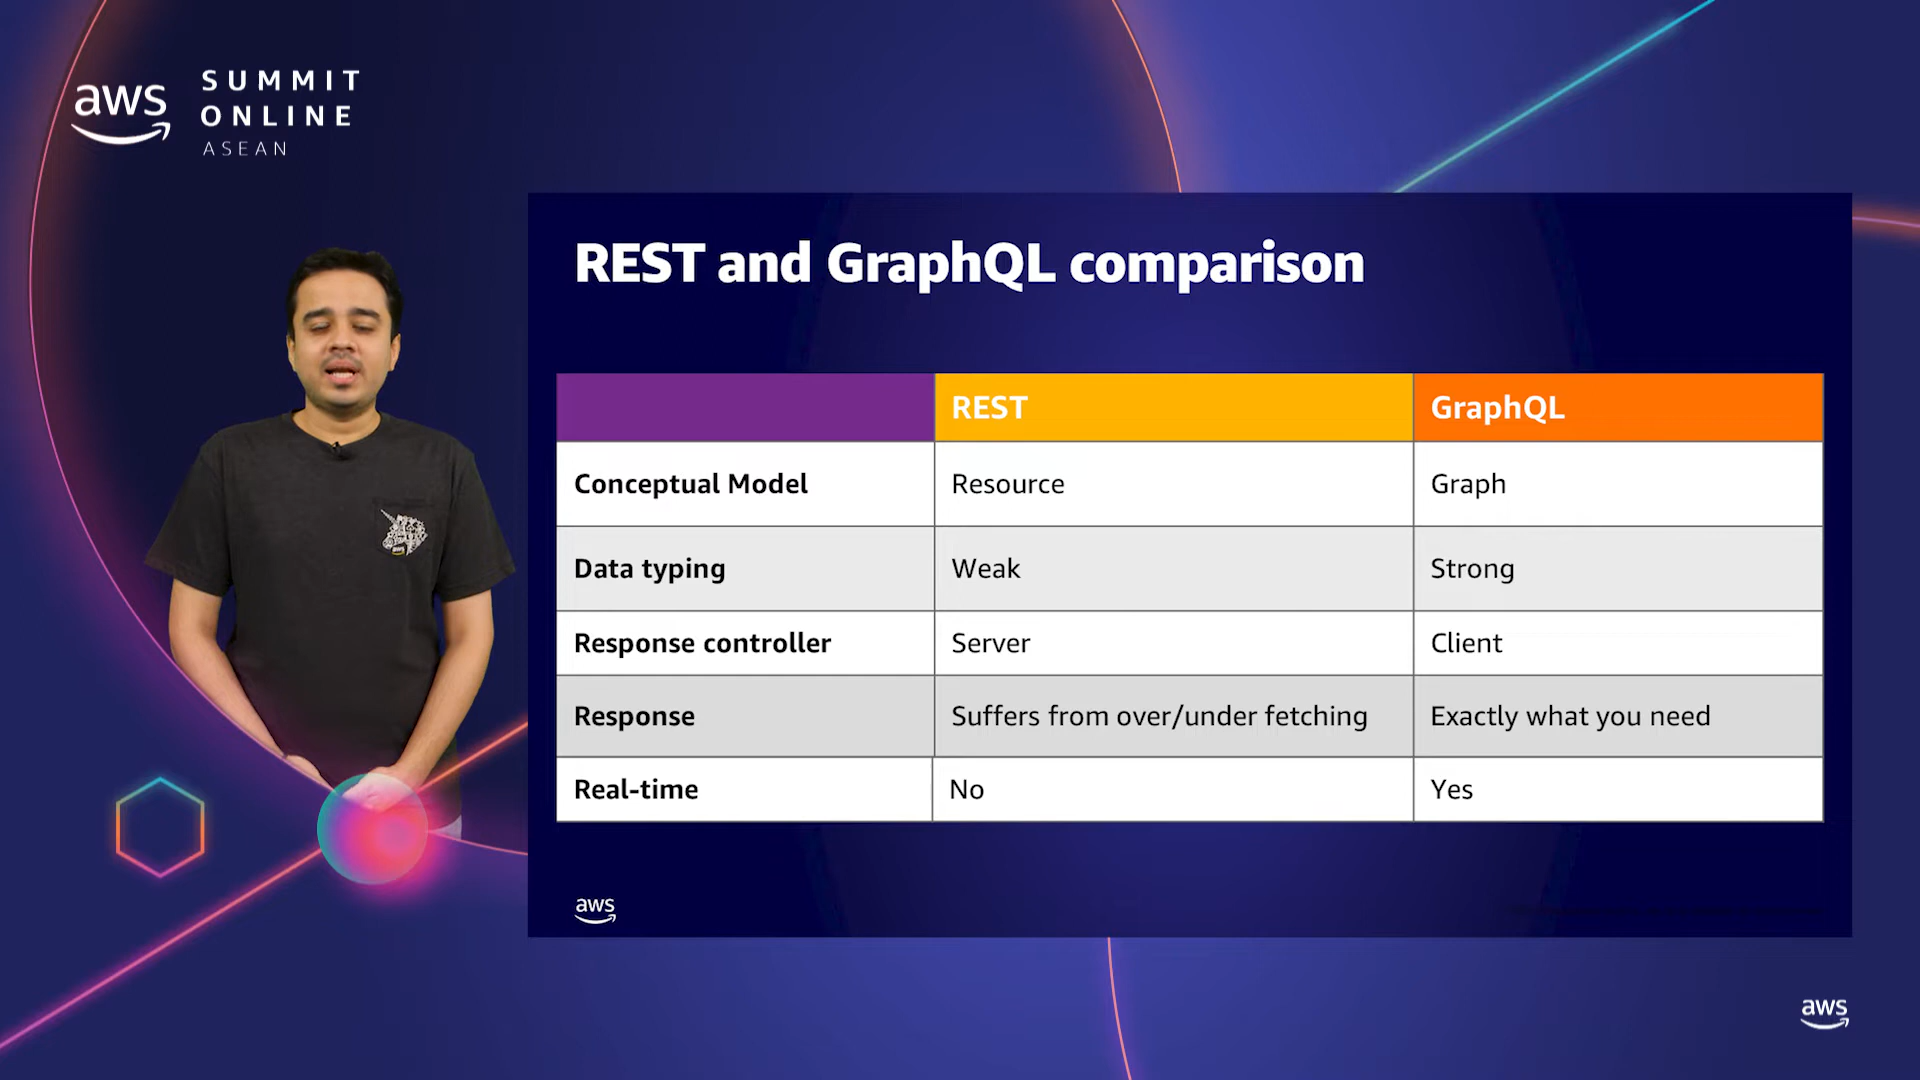 aws
SUMMIT
ONLINE
ASEAN
REST and GraphQL comparison
REST GraphQL
Conceptual Model Resource Graph
Data typing Weak Strong
Response controller Server Client
Response Suffers from over/under fetching Exactly what you need
Real-time No Yes
aws
aws